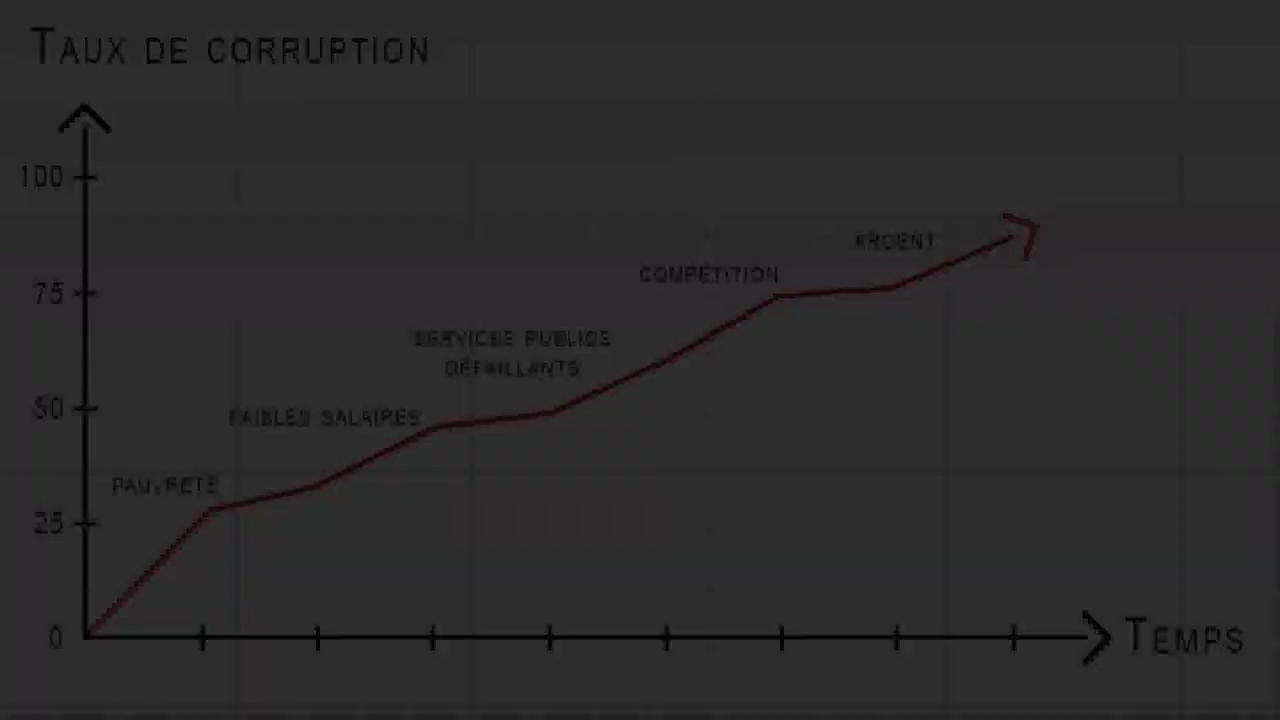 TAUX DE CORRUPTION
100
ARGENT
COMPÉTITION
75
SERVICES PUBLICS
DÉFAILLANTS
50
FAIBLES SALAIRES
PAUVRETÉ
25
0
TEMPS